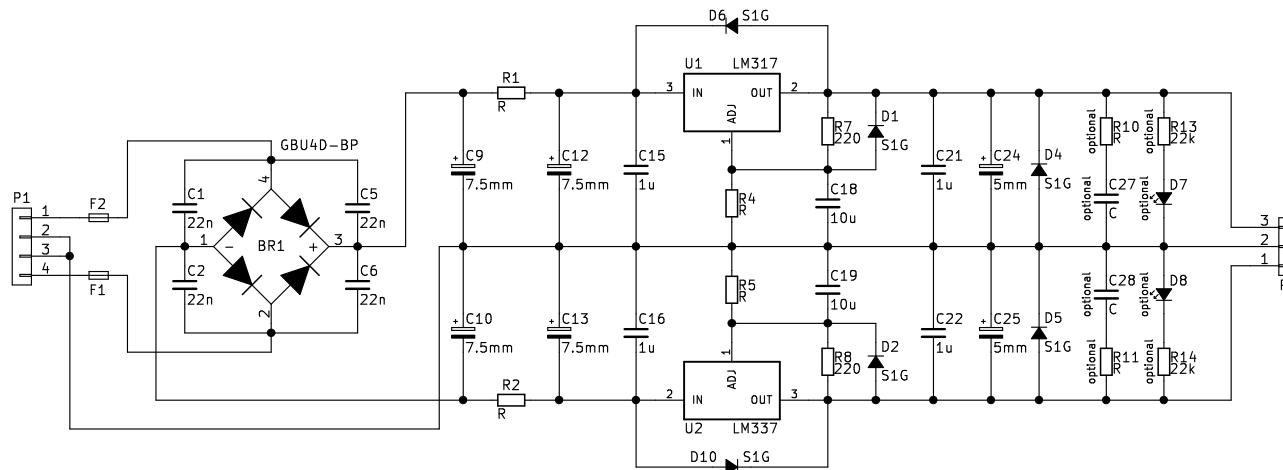 D6 S1G
U1 LM317
3 IN OUT 2
ADJ
1
R1
R
GBU4D-BP
P1
1
2
3
4
F2
F1
C1
22n
C2
22n
C5
22n
C6
22n
4
1 - BR1 + 3
2
C9
7.5mm
C12
7.5mm
C15
1u
R4
R
R7
220
D1
S1G
C18
10u
C21
1u
C24
5mm
D4
S1G
optional
R10
R
optional
C27
C
optional
R13
22k
optional
D7
3
2
1
P
C10
7.5mm
C13
7.5mm
C16
1u
R5
R
C19
10u
R8
220
D2
S1G
C22
1u
C25
5mm
D5
S1G
optional
C28
C
optional
R11
R
optional
D8
optional
R14
22k
R2
R
1
ADJ
2 IN OUT 3
U2 LM337
D10 S1G